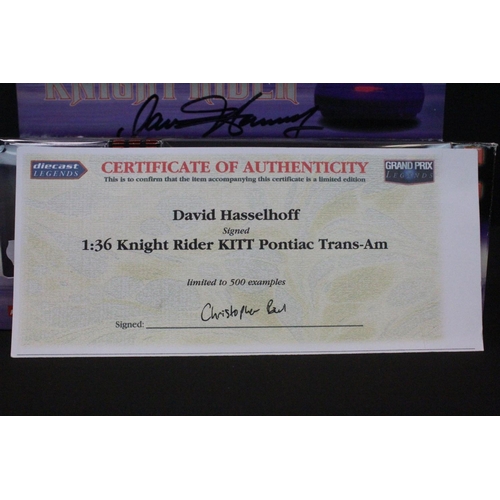 KNIGHT RIDER
diecast
LEGENDS
CERTIFICATE OF AUTHENTICITY
GRAND PRIX
LEGENDS
This is to confirm that the item accompanying this certificate is a limited edition
David Hasselhoff
Signed
1:36 Knight Rider KITT Pontiac Trans-Am
limited to 500 examples
Christopher
Signed: